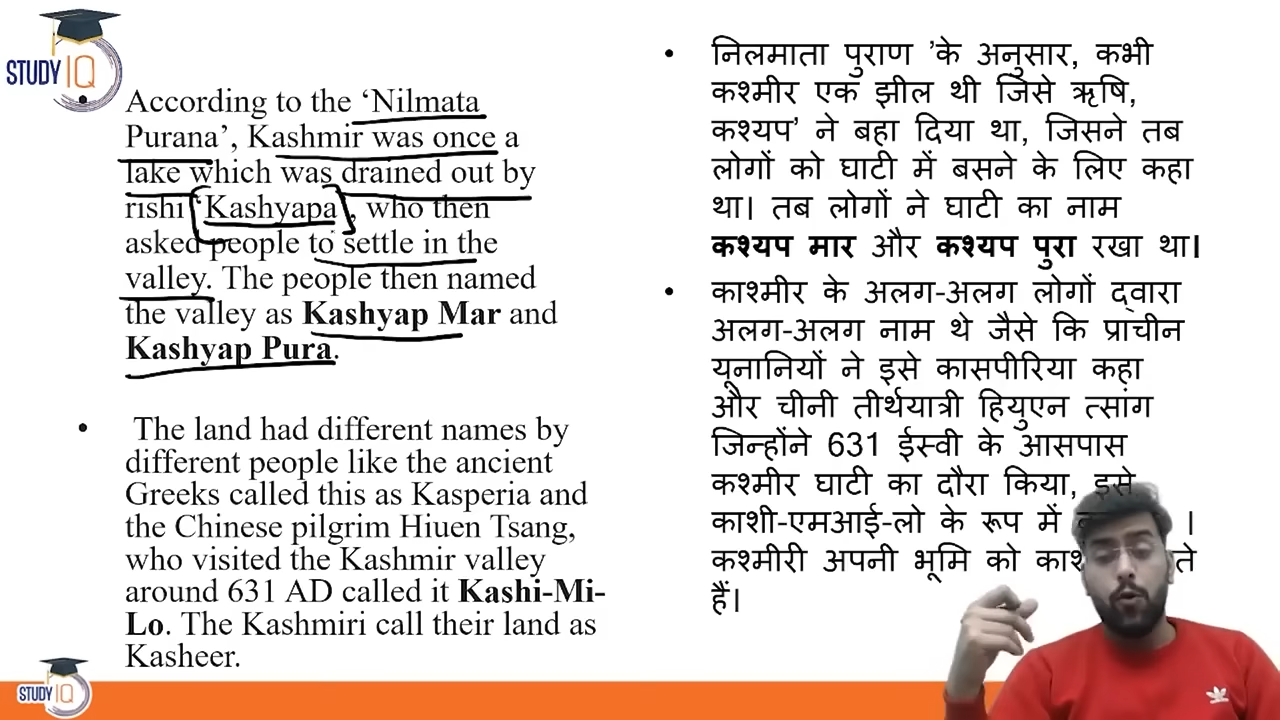 STUDY IQ
According to the ‘Nilmata
Purana’, Kashmir was once a
lake which was drained out by
rishi ‘Kashyapa’, who then
asked people to settle in the
valley. The people then named
the valley as Kashyap Mar and
Kashyap Pura.
The land had different names by
different people like the ancient
Greeks called this as Kasperia and
the Chinese pilgrim Hiuen Tsang,
who visited the Kashmir valley
around 631 AD called it Kashi-Mi-
Lo. The Kashmiri call their land as
Kasheer.
निलमाता पुराण ’के अनुसार, कभी
कश्मीर एक झील थी जिसे ऋषि,
कश्यप’ ने बहा दिया था, जिसने तब
लोगों को घाटी में बसने के लिए कहा
था। तब लोगों ने घाटी का नाम
कश्यप मार और कश्यप पुरा रखा था।
काश्मीर के अलग-अलग लोगों द्वारा
अलग-अलग नाम थे जैसे कि प्राचीन
यूनानियों ने इसे कासपीरिया कहा
और चीनी तीर्थयात्री हियुएन त्सांग
जिन्होंने 631 ईस्वी के आसपास
कश्मीर घाटी का दौरा किया, इसे
काशी-एमआई-लो के रूप में ।
कश्मीरी अपनी भूमि को
हैं।
STUDY IQ